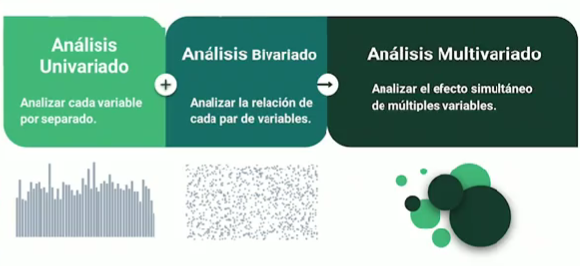 Análisis
Univariado
Analizar cada variable
por separado.
+
Análisis Bivariado
Analizar la relación de
cada par de variables.
Análisis Multivariado
Analizar el efecto simultáneo
de múltiples variables.